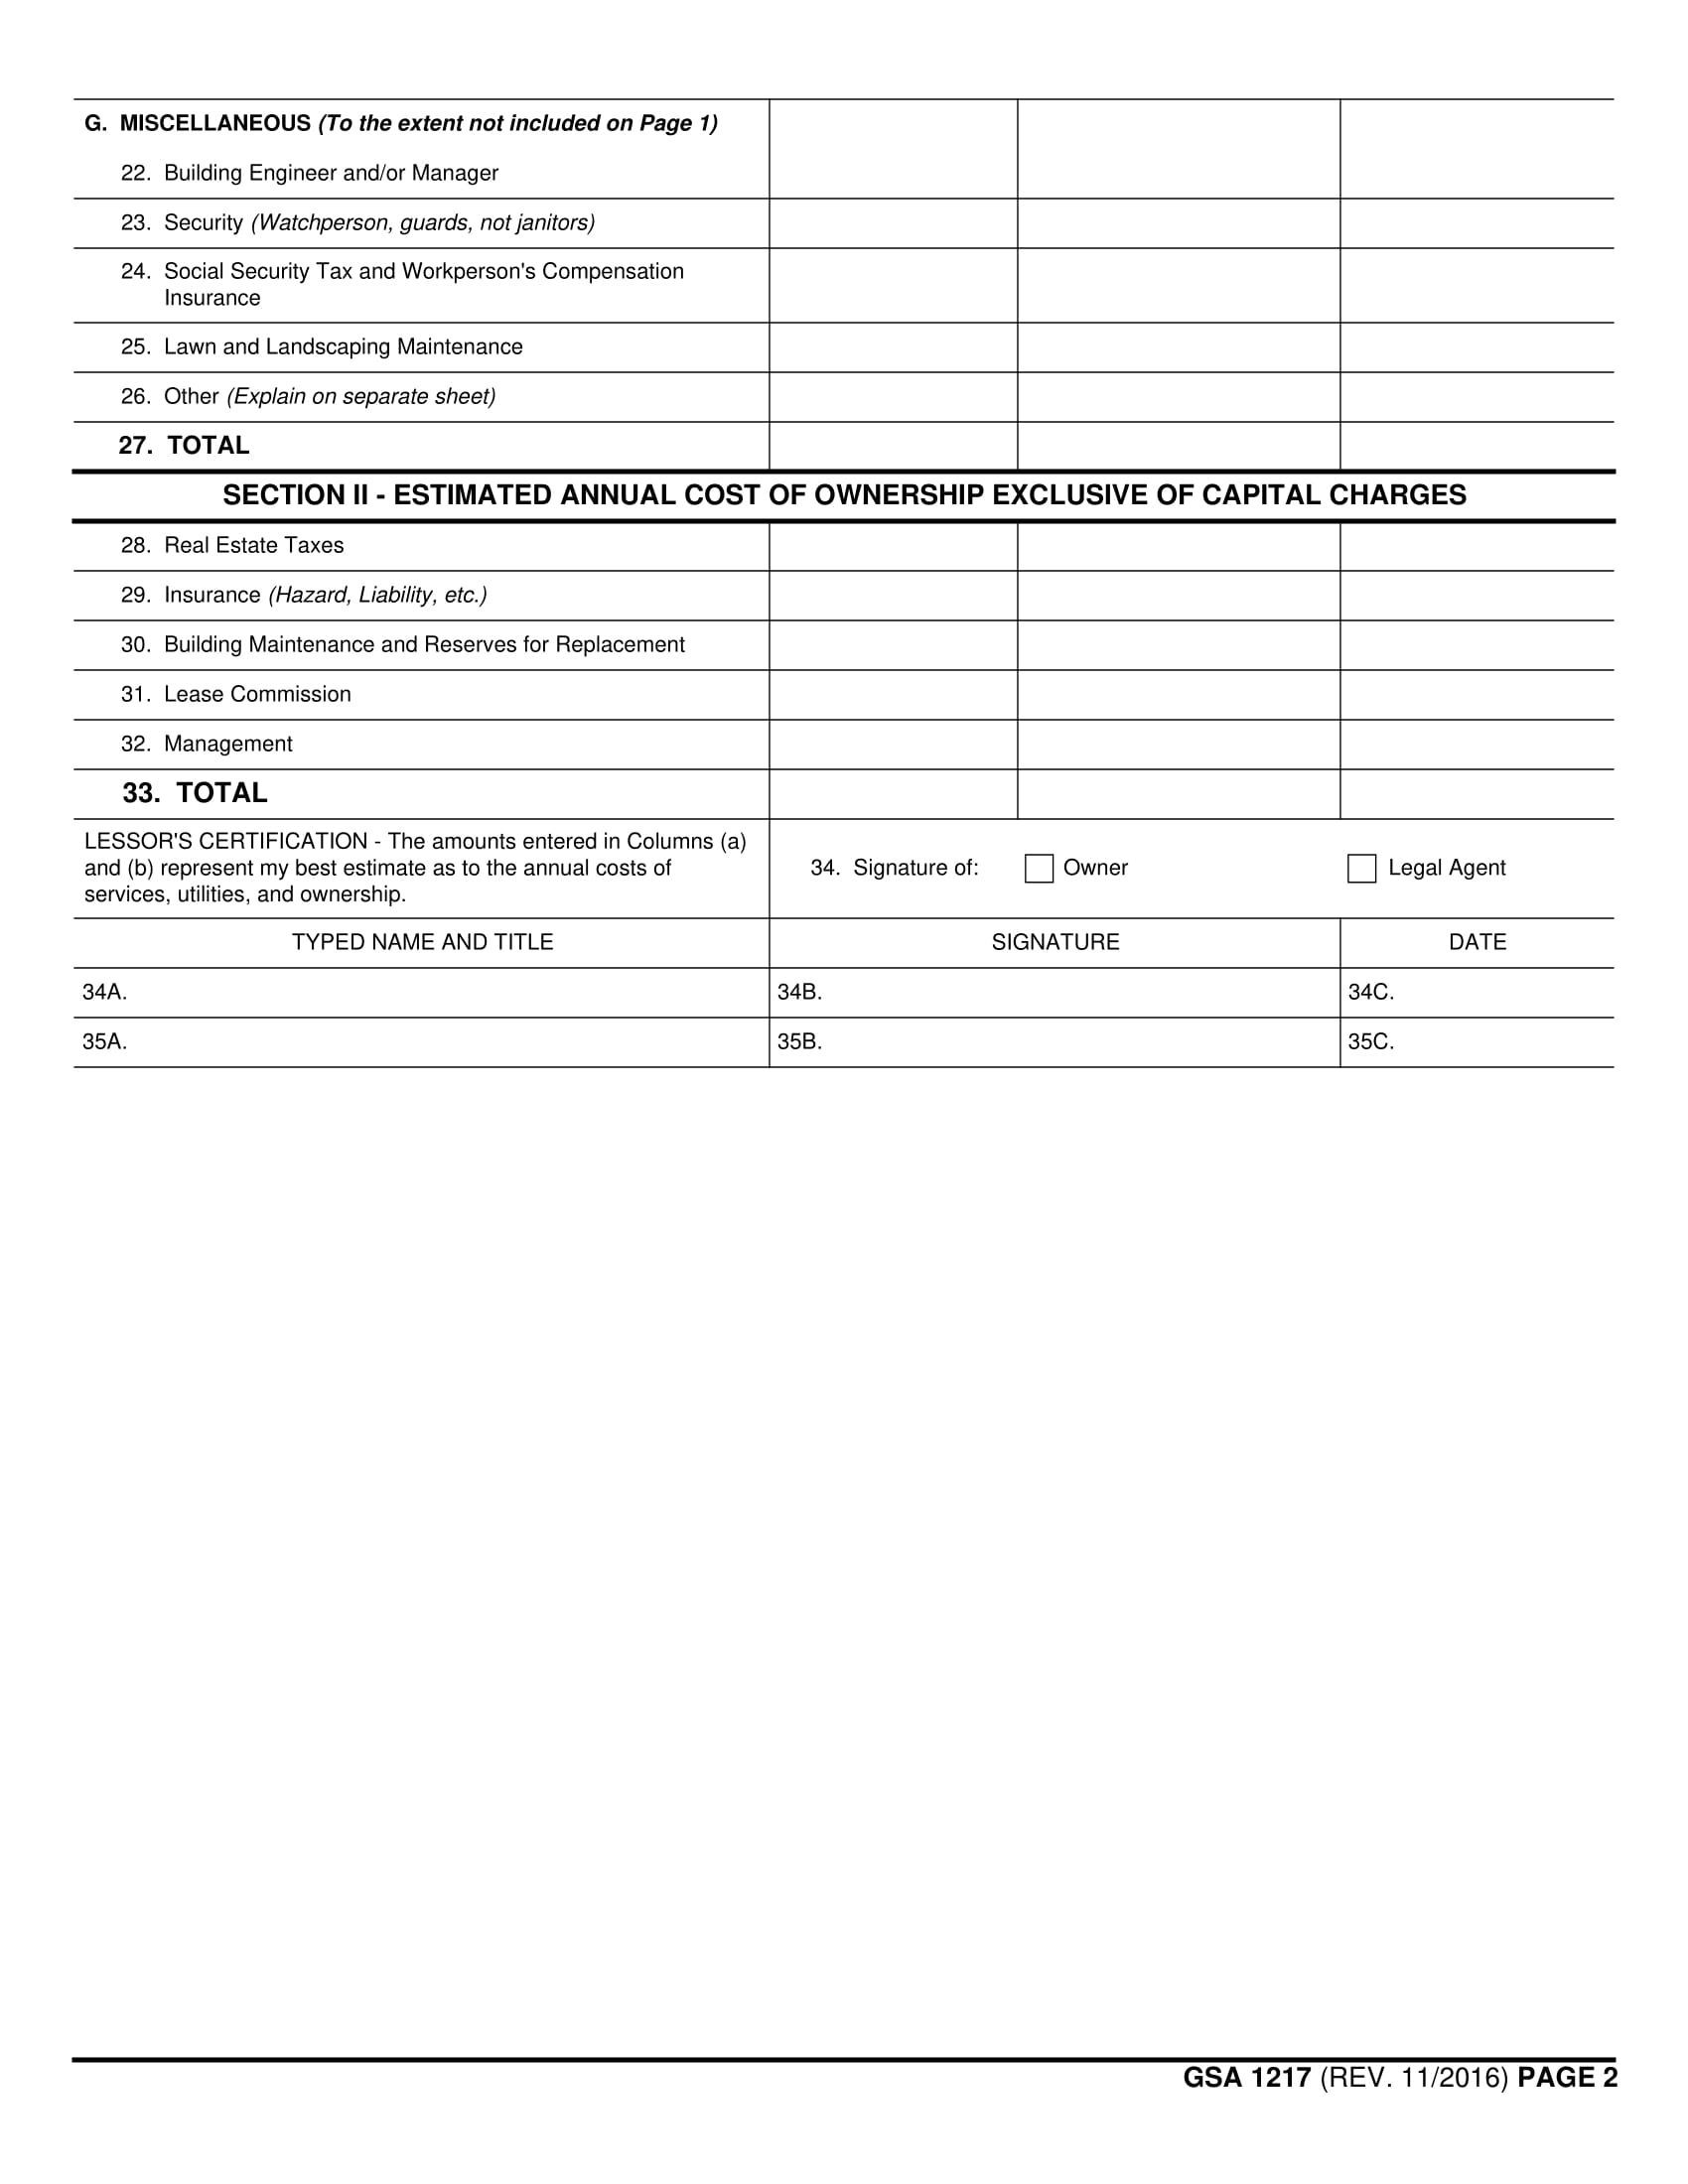 G. MISCELLANEOUS (To the extent not included on Page 1)
22. Building Engineer and/or Manager
23. Security (Watchperson, guards, not janitors)
24. Social Security Tax and Workperson's Compensation
Insurance
25. Lawn and Landscaping Maintenance
26. Other (Explain on separate sheet)
27. TOTAL
SECTION II - ESTIMATED ANNUAL COST OF OWNERSHIP EXCLUSIVE OF CAPITAL CHARGES
28. Real Estate Taxes
29. Insurance (Hazard, Liability, etc.)
30. Building Maintenance and Reserves for Replacement
31. Lease Commission
32. Management
33. TOTAL
LESSOR'S CERTIFICATION - The amounts entered in Columns (a)
and (b) represent my best estimate as to the annual costs of
services, utilities, and ownership.
34. Signature of: Owner Legal Agent
TYPED NAME AND TITLE SIGNATURE DATE
34A. 34B. 34C.
35A. 35B. 35C.
GSA 1217 (REV. 11/2016) PAGE 2